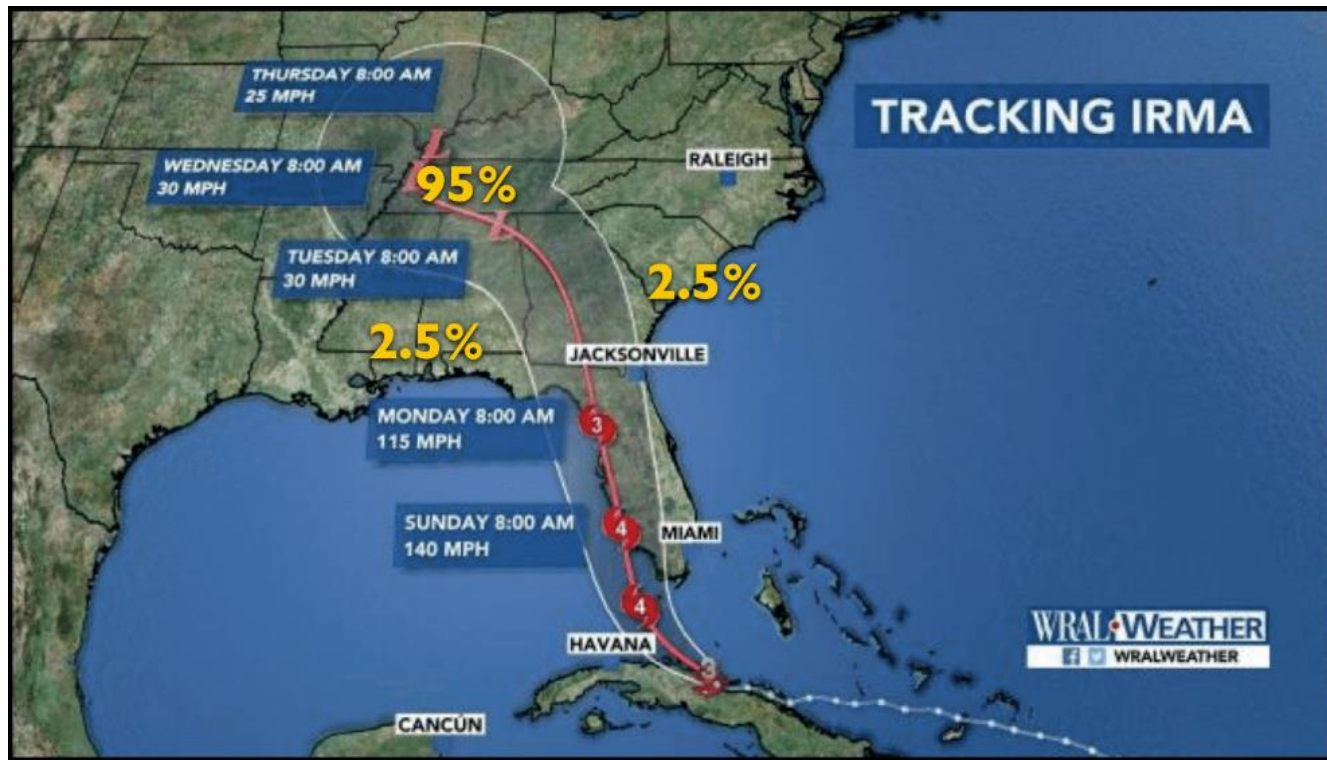 TRACKING IRMA
THURSDAY 8:00 AM
25 MPH
WEDNESDAY 8:00 AM
30 MPH
95%
RALEIGH
TUESDAY 8:00 AM
30 MPH
2.5%
2.5%
JACKSONVILLE
MONDAY 8:00 AM
115 MPH
3
SUNDAY 8:00 AM
140 MPH
4
MIAMI
4
HAVANA
3
CANCÚN
WRAL WEATHER
WRALWEATHER